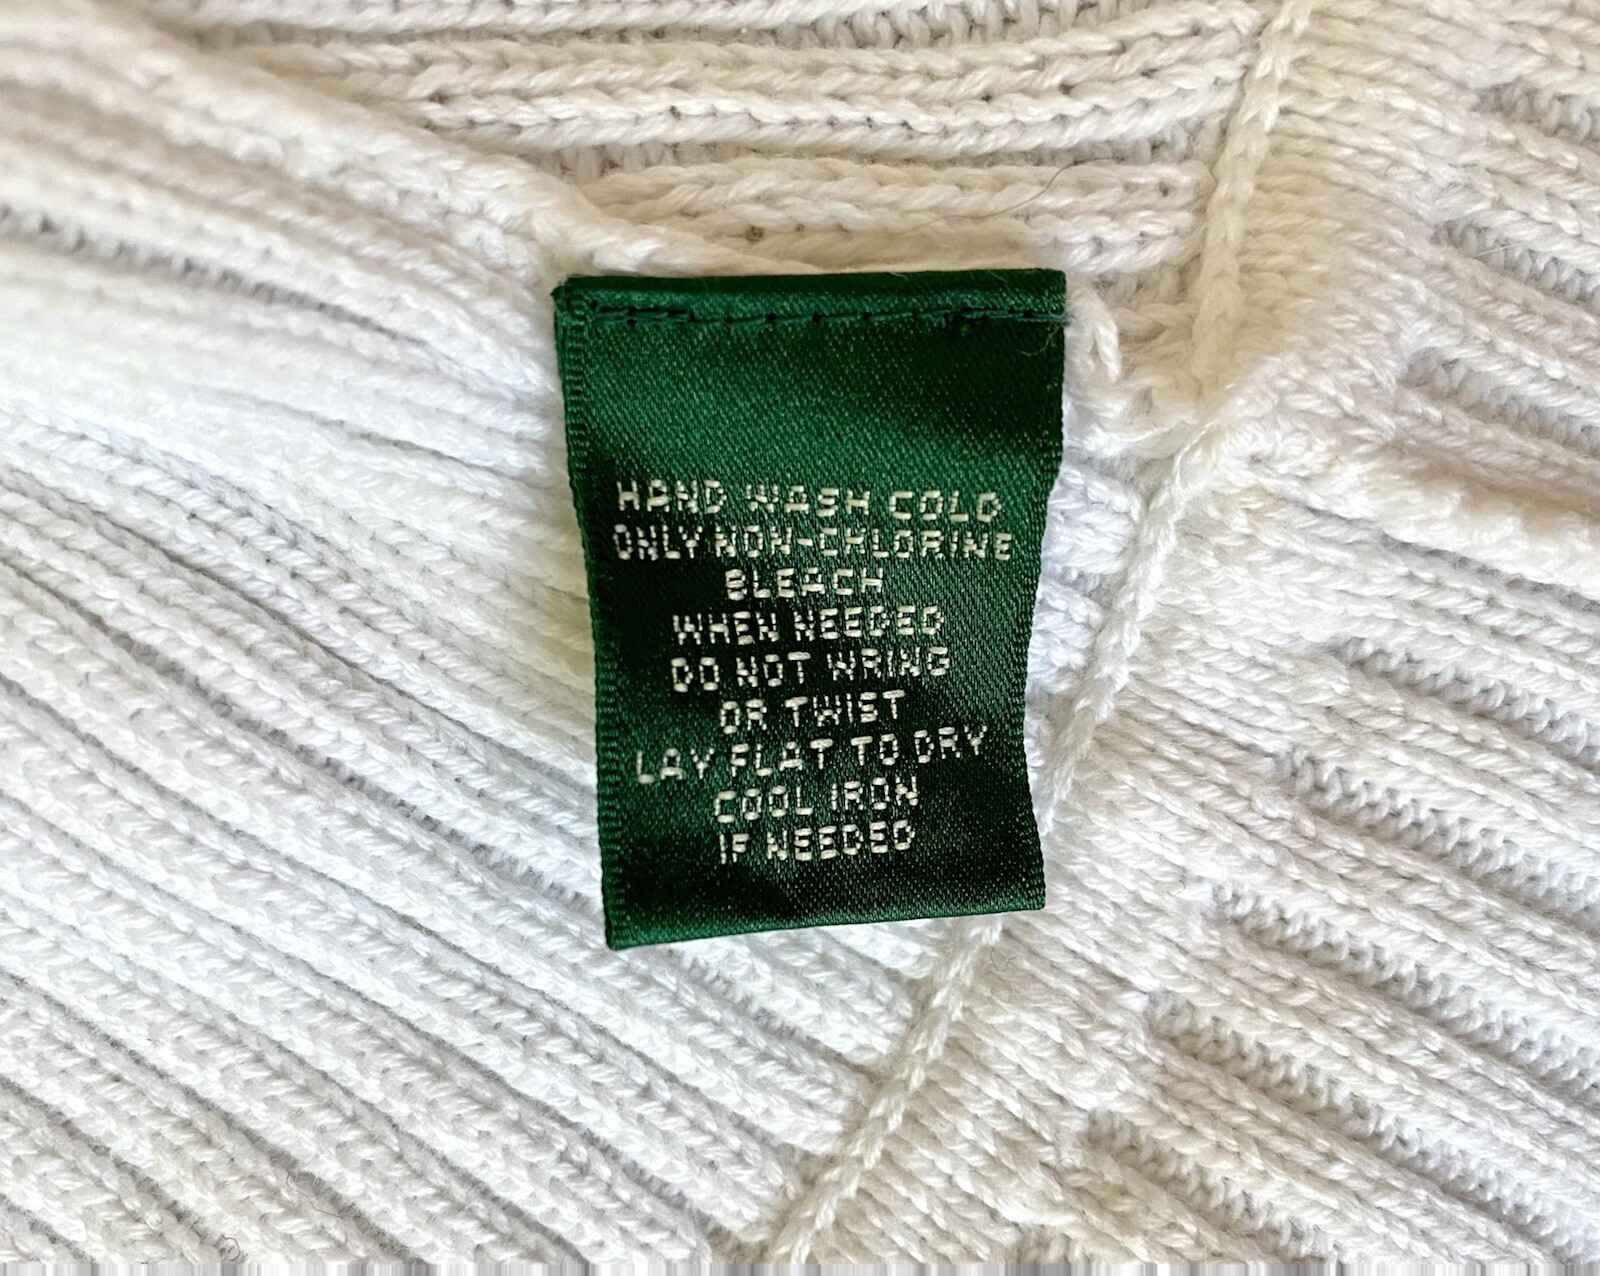 HAND WASH COLD
ONLY NON-CHLORINE
BLEACH
WHEN NEEDED
DO NOT WRING
OR TWIST
LAY FLAT TO DRY
COOL IRON
IF NEEDED